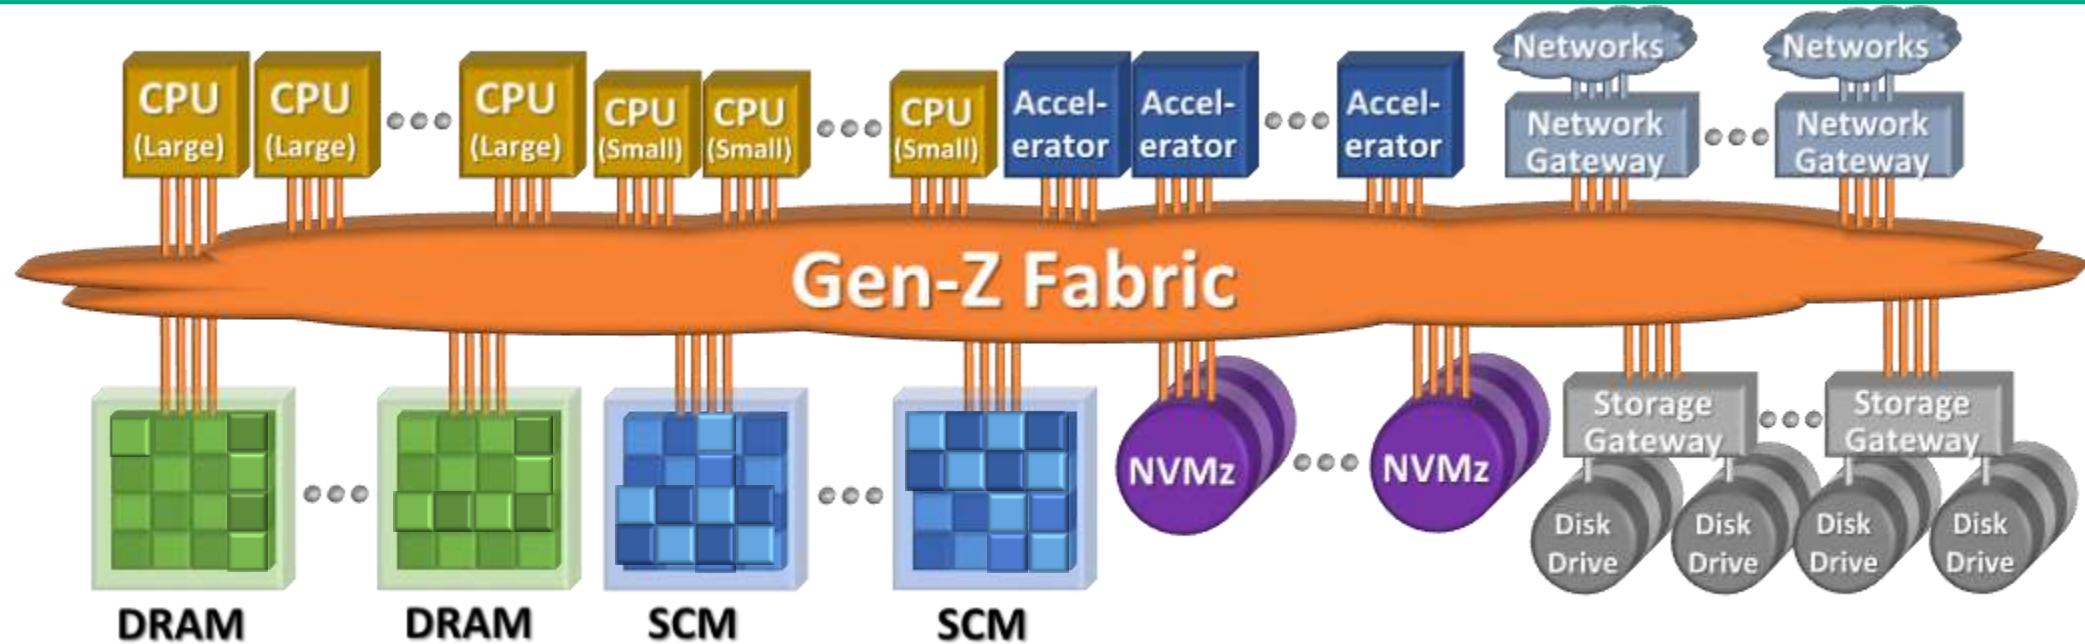 CPU
(Large)
CPU
(Large)
CPU
(Large)
CPU
(Small)
CPU
(Small)
CPU
(Small)
Accel-
erator
Accel-
erator
Accel-
erator
Networks
Network
Gateway
Networks
Network
Gateway
Gen-Z Fabric
DRAM
DRAM
SCM
SCM
NVMz
NVMz
Storage
Gateway
Disk
Drive
Disk
Drive
Storage
Gateway
Disk
Drive
Disk
Drive